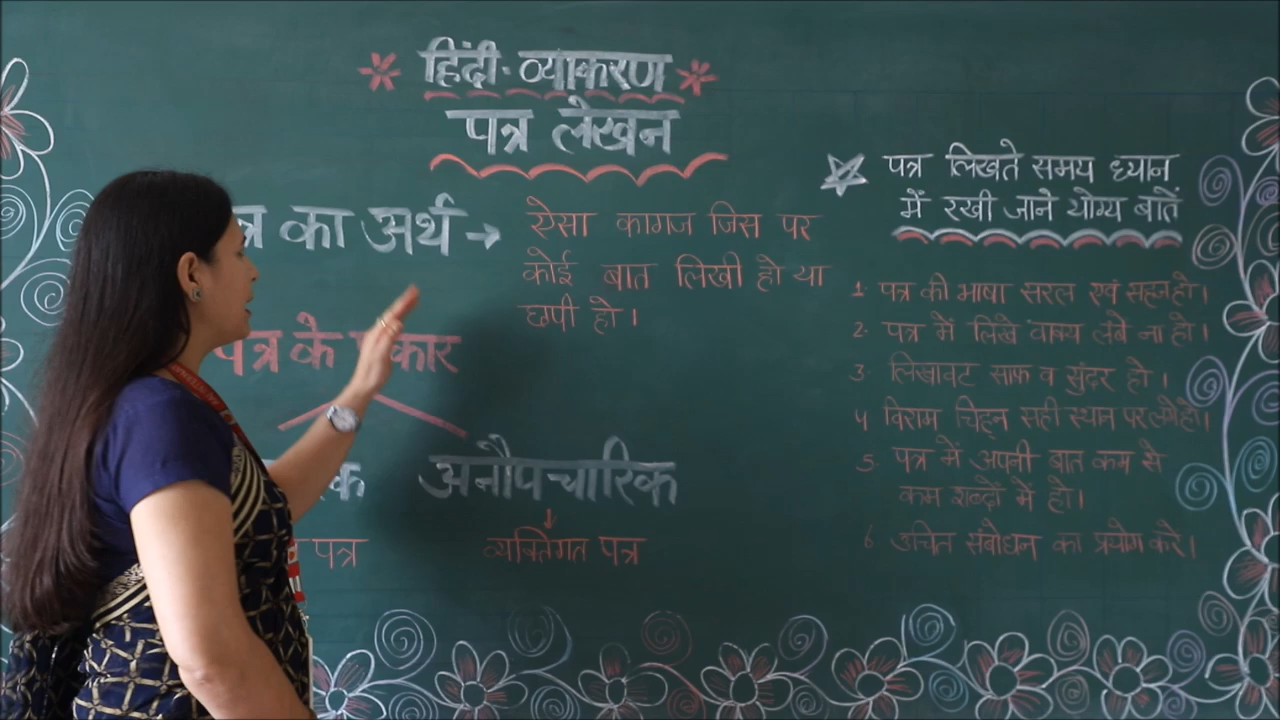 हिंदी-व्याकरण
पत्र लेखन
का अर्थ → ऐसा कागज जिस पर
कोई बात लिखी हो या
छपी हो।
पत्र के
अनौपचारिक
↓
पत्र व्यक्तिगत पत्र
पत्र लिखते समय ध्यान
में रखी जाने योग्य बातें
1. पत्र की भाषा सरल एवं सहज हो।
2. पत्र में लिखे वाक्य लंबे ना हो।
3. लिखावट साफ व सुंदर हो।
4 विराम चिह्न सही स्थान पर लगे हो।
5. पत्र में अपनी बात कम से
कम शब्दों में हो।
6. उचित संबोधन का प्रयोग करे।